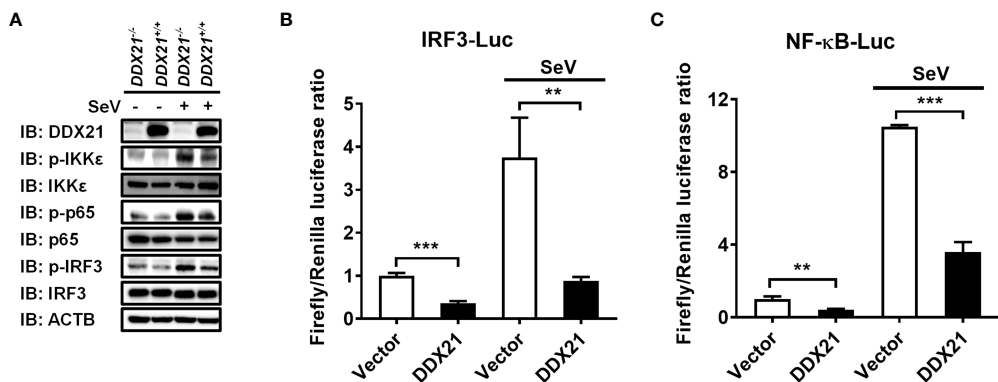 A
DDX21-/- DDX21+/+ DDX21-/- DDX21+/+
SeV - - + +
IB: DDX21
IB: p-IKKε
IB: IKKε
IB: p-p65
IB: p65
IB: p-IRF3
IB: IRF3
IB: ACTB
B
IRF3-Luc
SeV
**
***
Firefly/Renilla luciferase ratio
5
4
3
2
1
0
Vector DDX21 Vector DDX21
C
NF-κB-Luc
SeV
***
**
Firefly/Renilla luciferase ratio
12
8
4
0
Vector DDX21 Vector DDX21